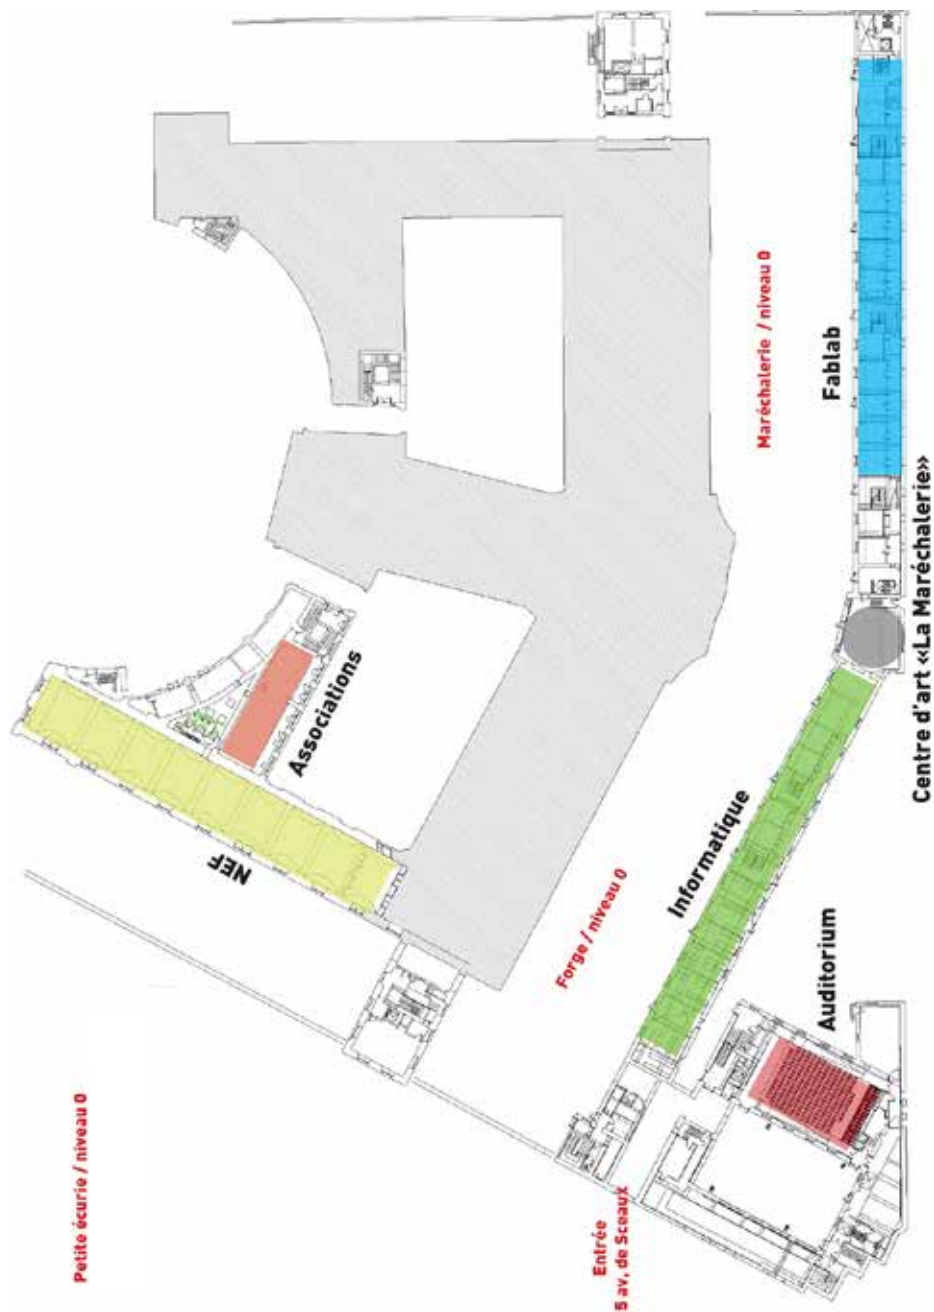 Petite écurie / niveau 0
NEF
Associations
Forge / niveau 0
Entrée
5 av. de Sceaux
Informatique
Maréchalerie / niveau 0
Auditorium
Fablab
Centre d'art «La Maréchalerie»